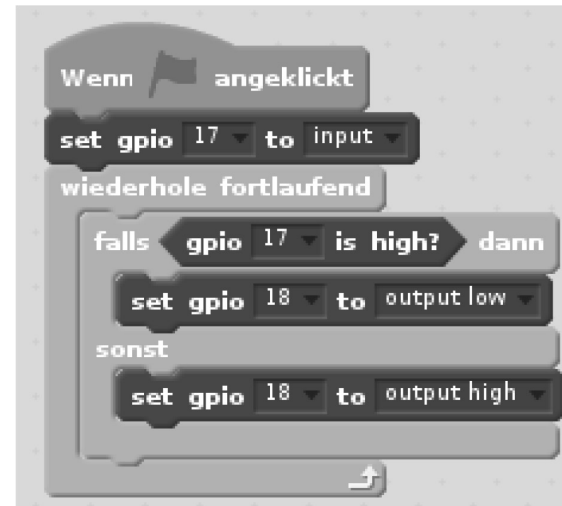 Wenn angeklickt
set gpio 17 to input
wiederhole fortlaufend
falls gpio 17 is high? dann
set gpio 18 to output low
sonst
set gpio 18 to output high